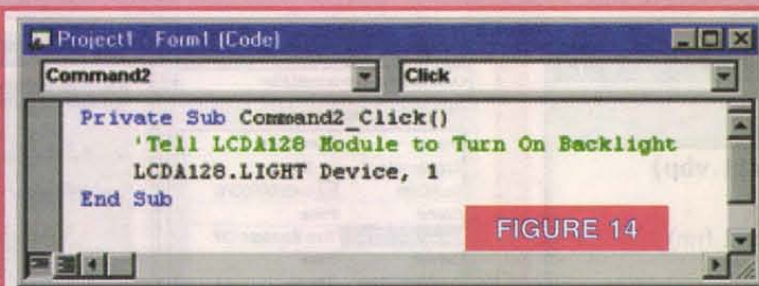 Project1 - Form1 (Code)
Command2 Click
Private Sub Command2_Click()
'Tell LCDA128 Module to Turn On Backlight
LCDA128.LIGHT Device, 1
End Sub
FIGURE 14